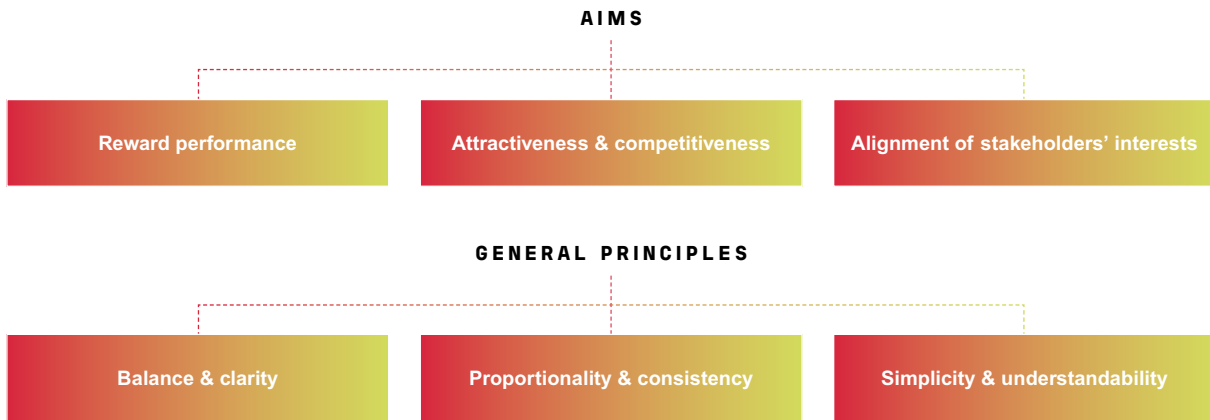 AIMS
Reward performance
Attractiveness & competitiveness
Alignment of stakeholders’ interests
GENERAL PRINCIPLES
Balance & clarity
Proportionality & consistency
Simplicity & understandability